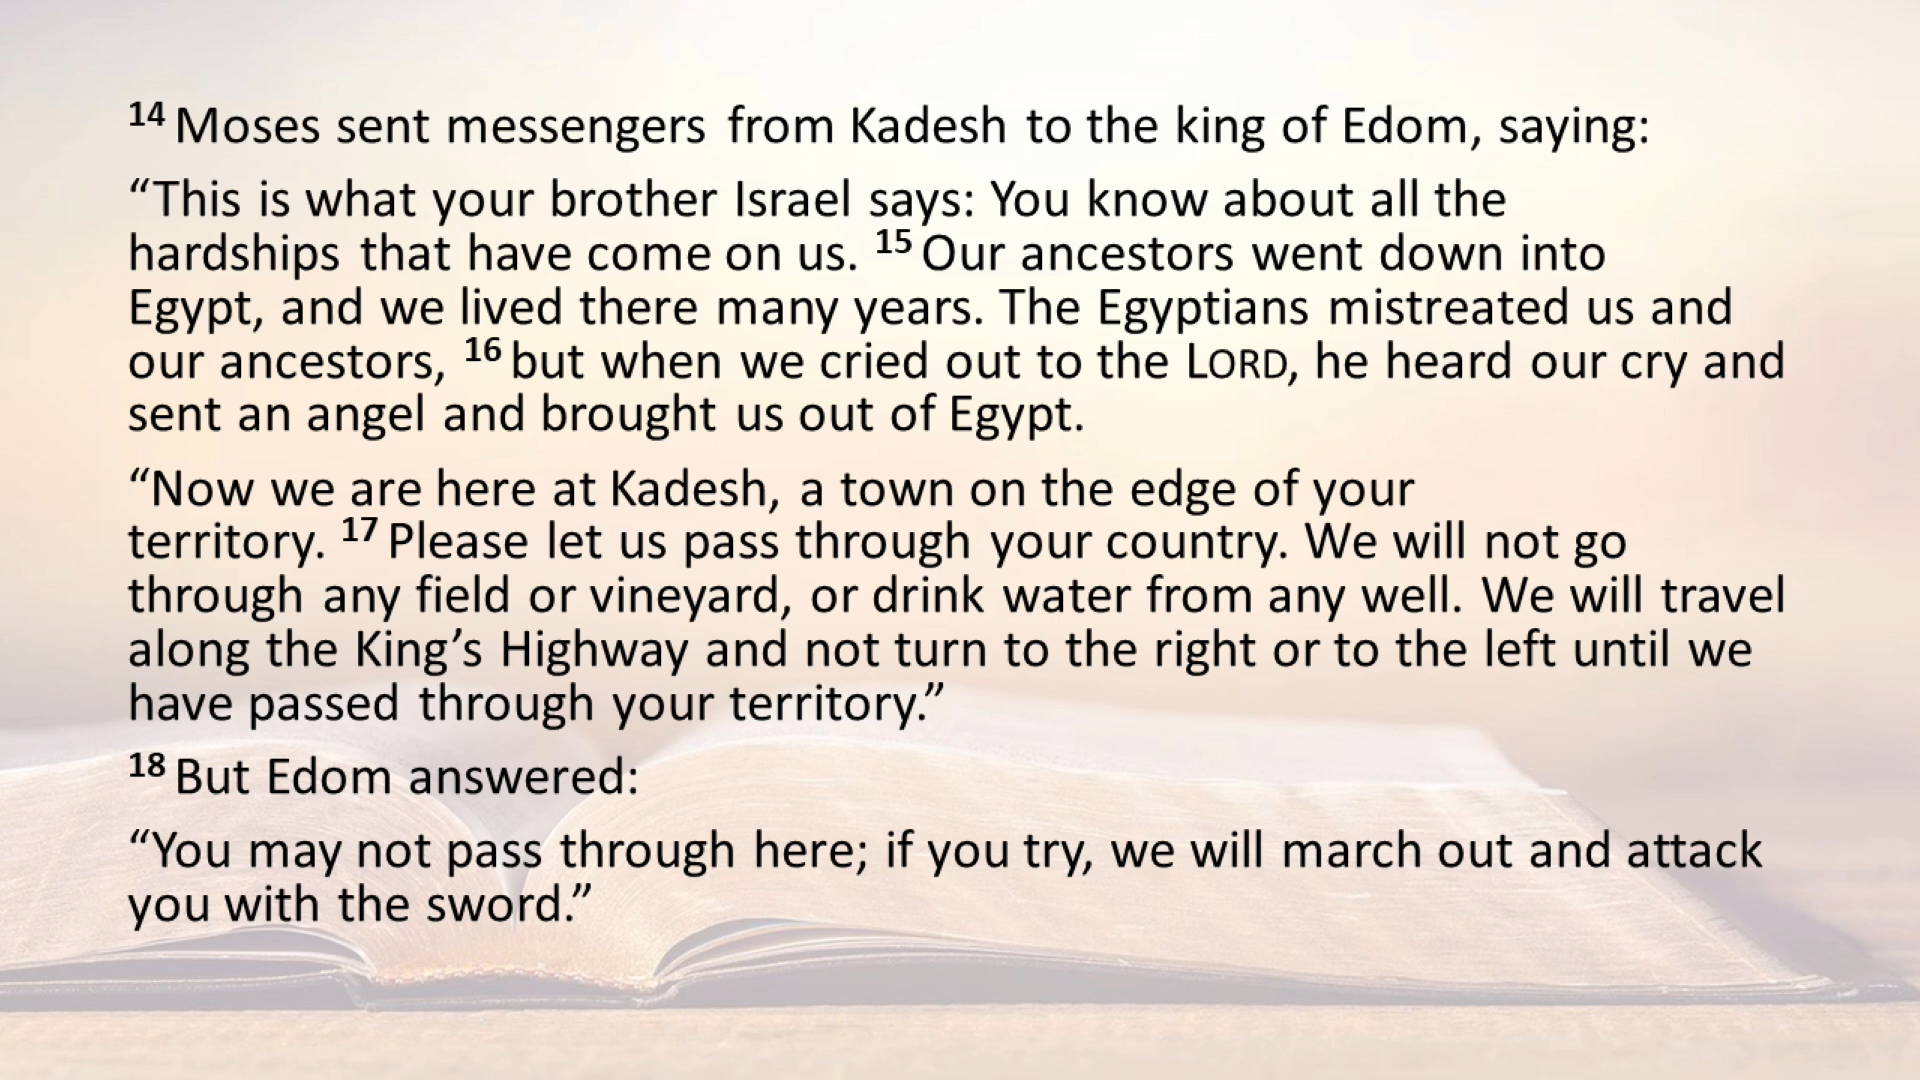 14 Moses sent messengers from Kadesh to the king of Edom, saying:
“This is what your brother Israel says: You know about all the
hardships that have come on us. 15 Our ancestors went down into
Egypt, and we lived there many years. The Egyptians mistreated us and
our ancestors, 16 but when we cried out to the LORD, he heard our cry and
sent an angel and brought us out of Egypt.
“Now we are here at Kadesh, a town on the edge of your
territory. 17 Please let us pass through your country. We will not go
through any field or vineyard, or drink water from any well. We will travel
along the King’s Highway and not turn to the right or to the left until we
have passed through your territory.”
18 But Edom answered:
“You may not pass through here; if you try, we will march out and attack
you with the sword.”